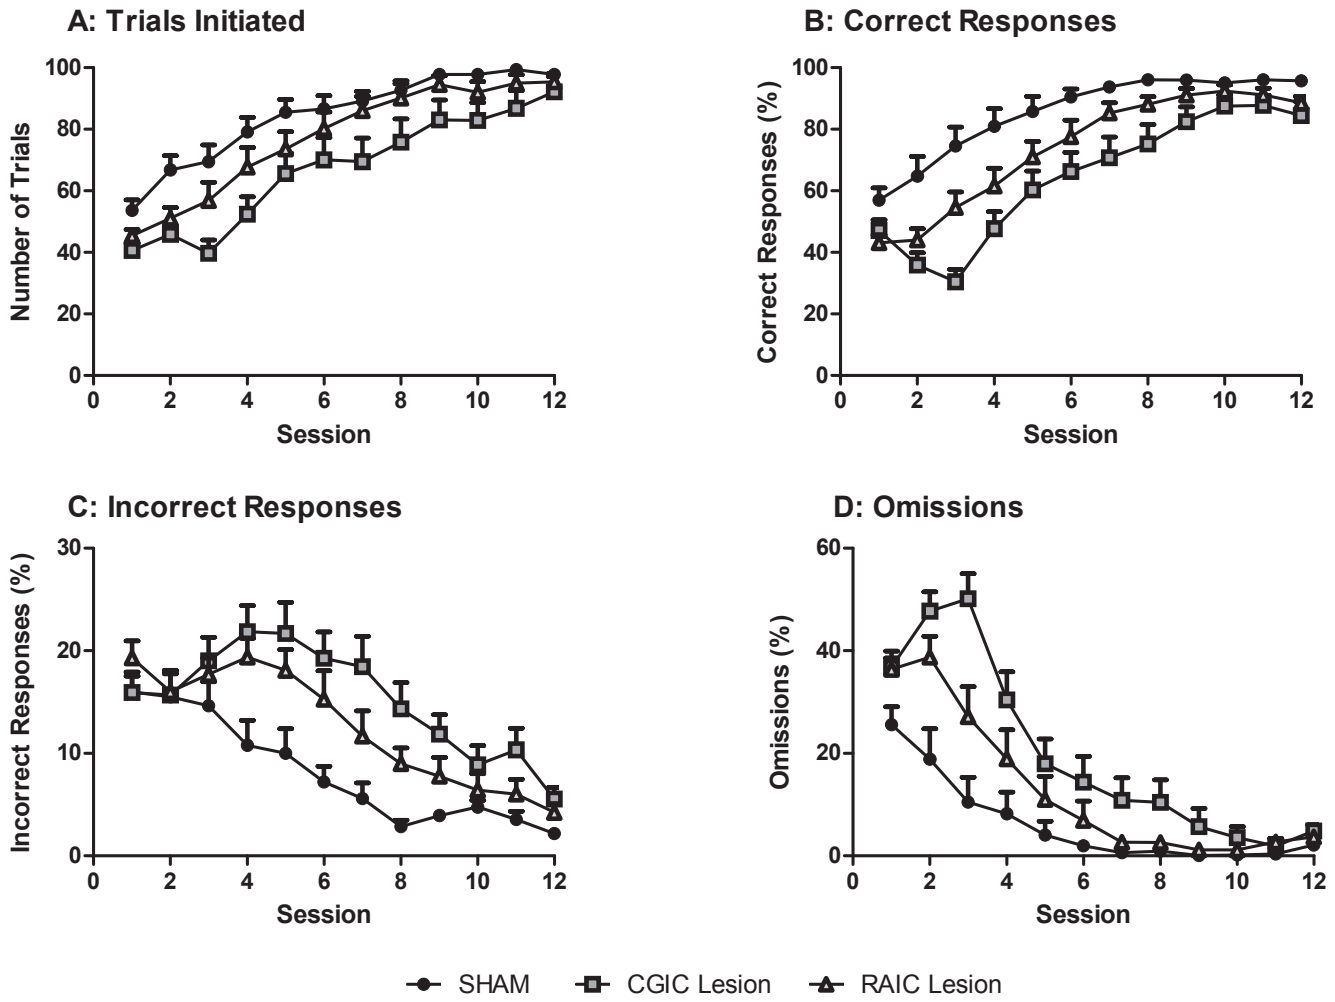 A: Trials Initiated
100
80
60
40
20
0
Number of Trials
0 2 4 6 8 10 12
Session
B: Correct Responses
100
80
60
40
20
0
Correct Responses (%)
0 2 4 6 8 10 12
Session
C: Incorrect Responses
30
20
10
0
Incorrect Responses (%)
0 2 4 6 8 10 12
Session
D: Omissions
60
40
20
0
Omissions (%)
0 2 4 6 8 10 12
Session
SHAM CGIC Lesion RAIC Lesion